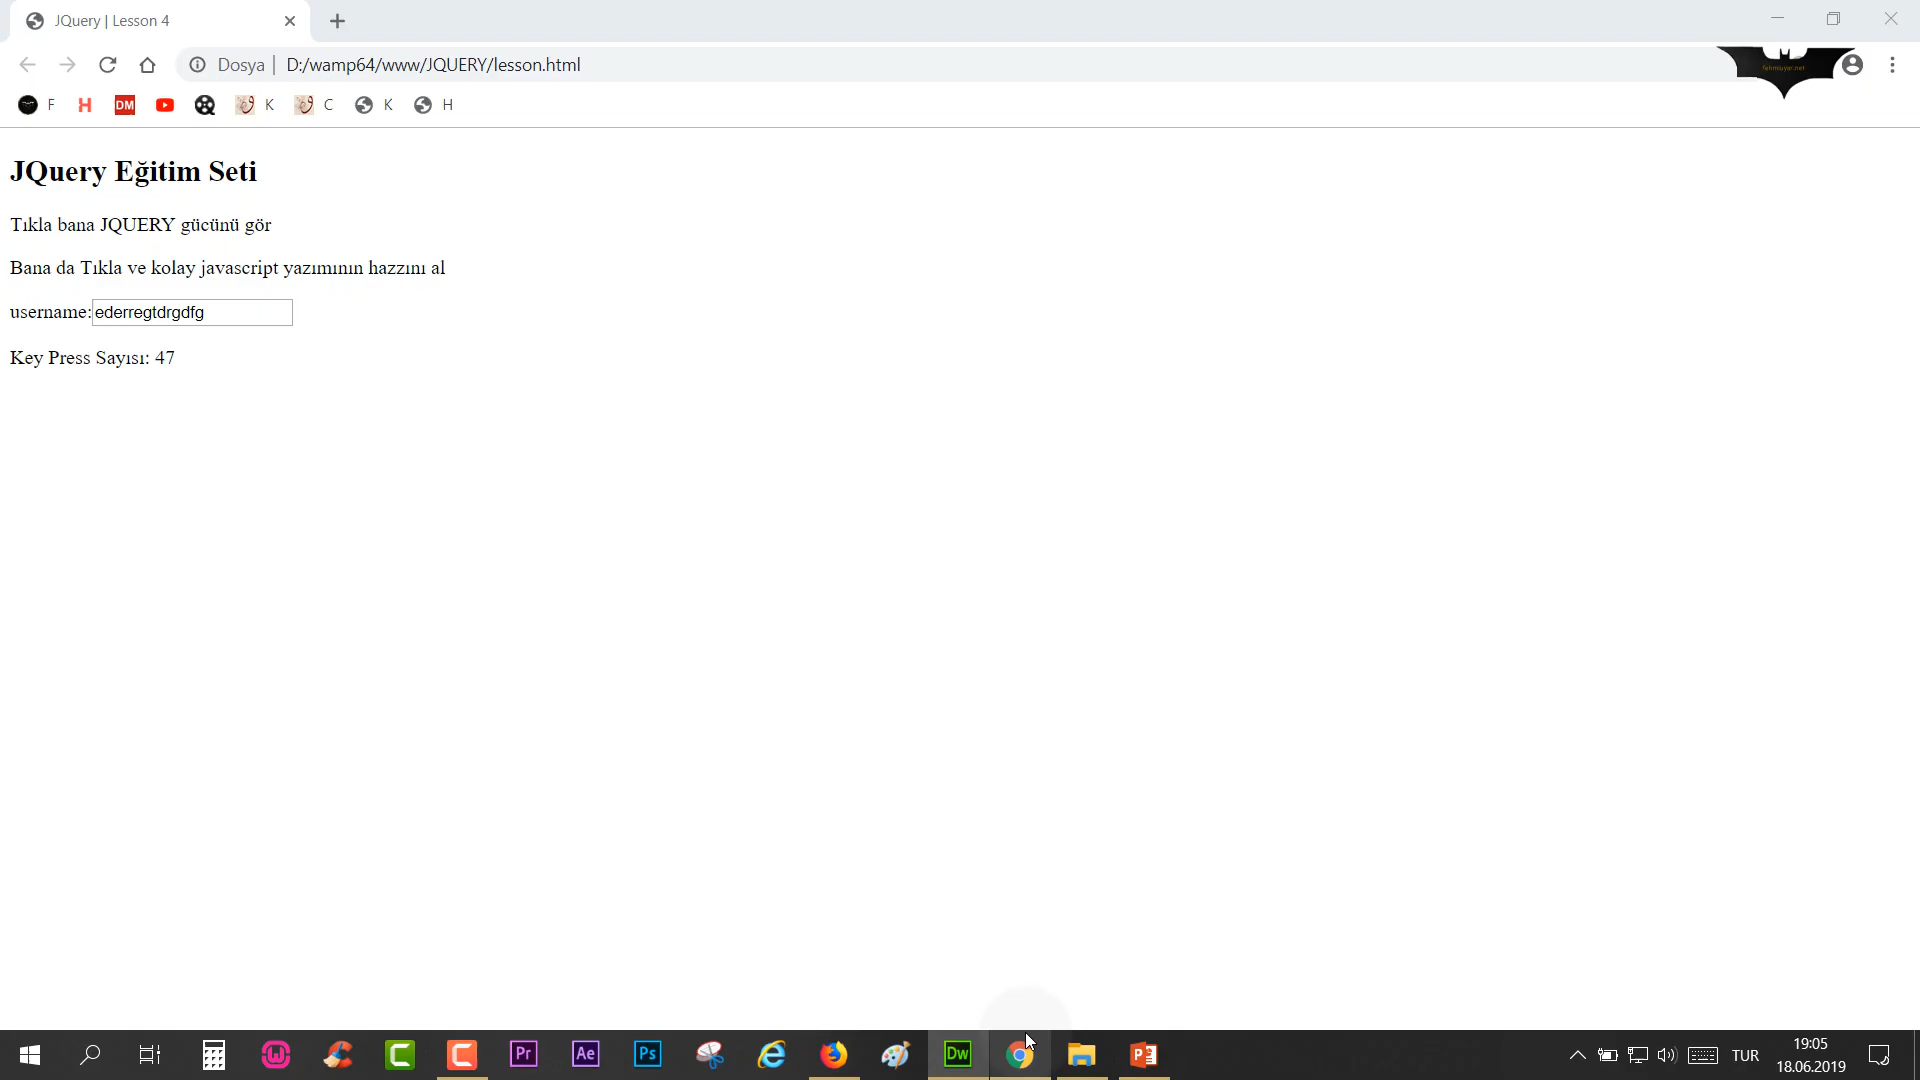 JQuery | Lesson 4
Dosya | D:/wamp64/www/JQUERY/lesson.html
fehmiuyar.net
F H DM K C K H
JQuery Eğitim Seti
Tıkla bana JQUERY gücünü gör
Bana da Tıkla ve kolay javascript yazımının hazzını al
username: ederregtdrgdfg
Key Press Sayısı: 47
Pr Ae Ps Dw
TUR
19:05
18.06.2019